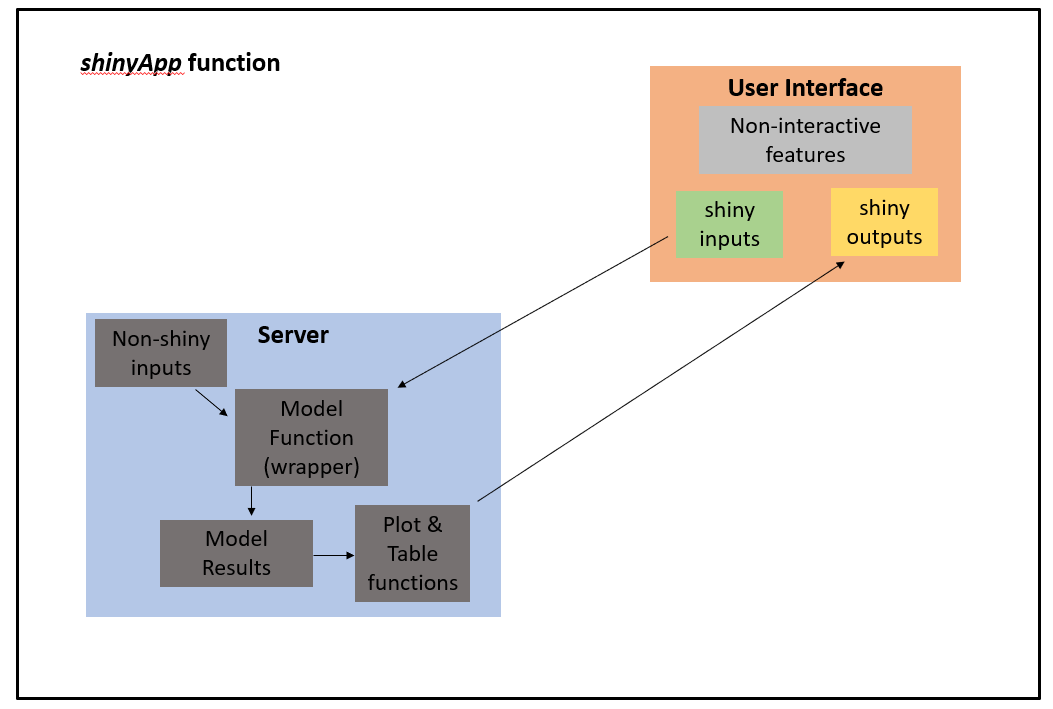 shinyApp function
User Interface
Non-interactive
features
shiny
inputs
shiny
outputs
Server
Non-shiny
inputs
Model
Function
(wrapper)
Model
Results
Plot &
Table
functions